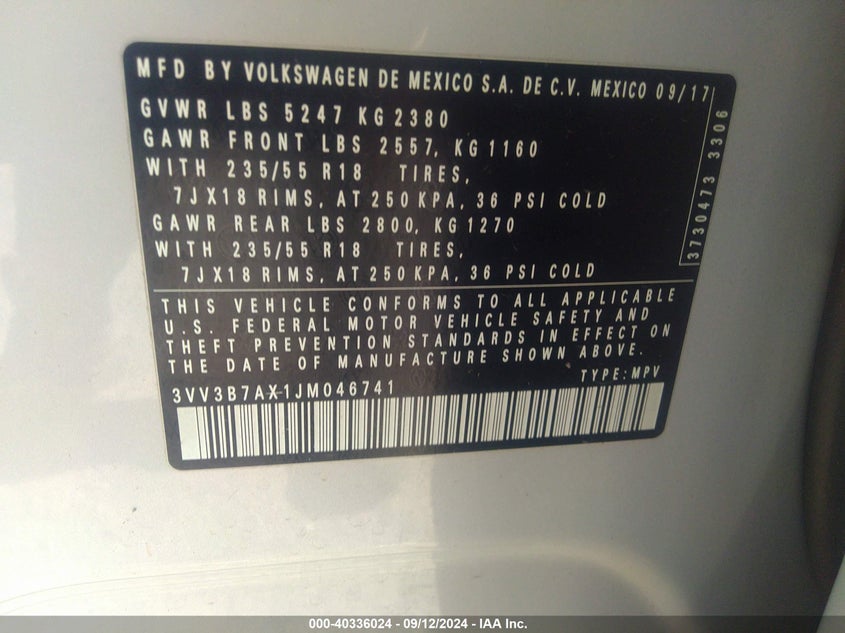 MFD BY VOLKSWAGEN DE MEXICO S.A. DE C.V. MEXICO 09/17
GVWR LBS 5247 KG 2380
GAWR FRONT LBS 2557, KG 1160
WITH 235/55 R18 TIRES,
7JX18 RIMS, AT 250 KPA, 36 PSI COLD
GAWR REAR LBS 2800, KG 1270
WITH 235/55 R18 TIRES,
7JX18 RIMS, AT 250 KPA, 36 PSI COLD
3730473 3306
THIS VEHICLE CONFORMS TO ALL APPLICABLE
U.S. FEDERAL MOTOR VEHICLE SAFETY AND
THEFT PREVENTION STANDARDS IN EFFECT ON
THE DATE OF MANUFACTURE SHOWN ABOVE.
TYPE: MPV
3VV3B7AX1JM046741
000-40336024 - 09/12/2024 - IAA Inc.